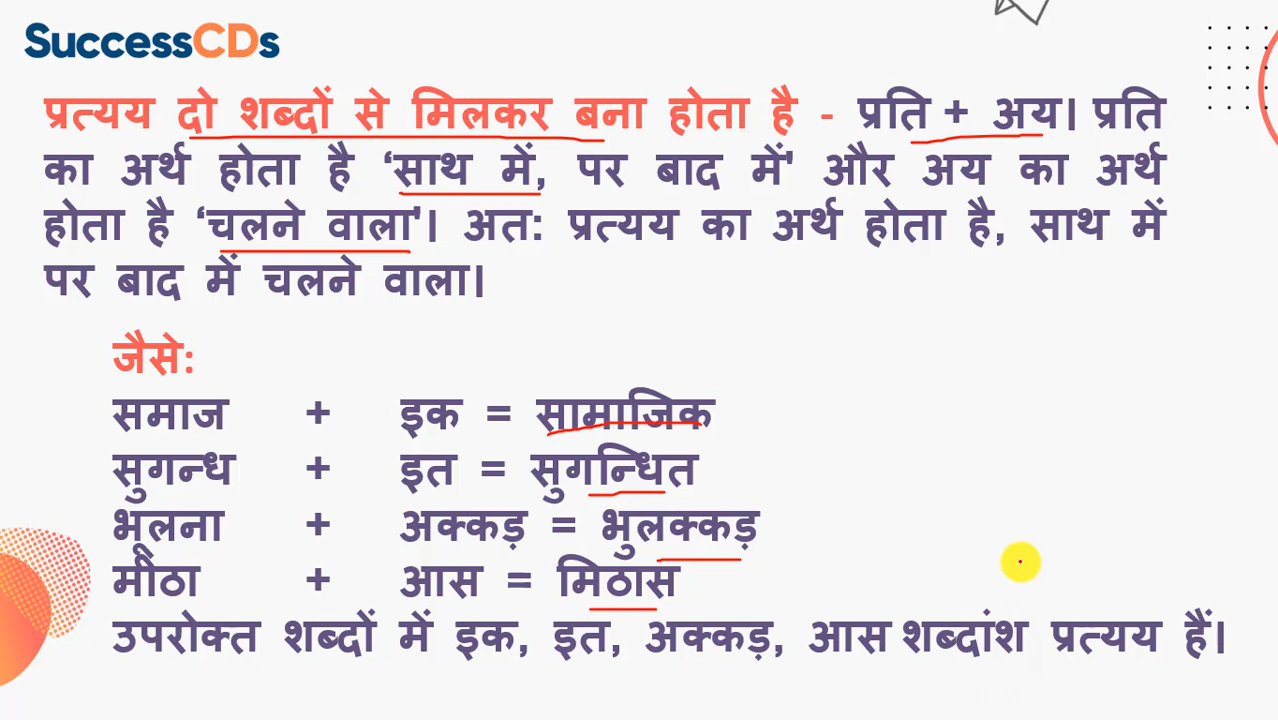 SuccessCDs
प्रत्यय दो शब्दों से मिलकर बना होता है - प्रति + अय। प्रति
का अर्थ होता है ‘साथ में, पर बाद में' और अय का अर्थ
होता है ‘चलने वाला'। अत: प्रत्यय का अर्थ होता है, साथ में
पर बाद में चलने वाला।
जैसे:
समाज + इक = सामाजिक
सुगन्ध + इत = सुगन्धित
भूलना + अक्कड़ = भुलक्कड़
मीठा + आस = मिठास
उपरोक्त शब्दों में इक, इत, अक्कड़, आस शब्दांश प्रत्यय हैं।